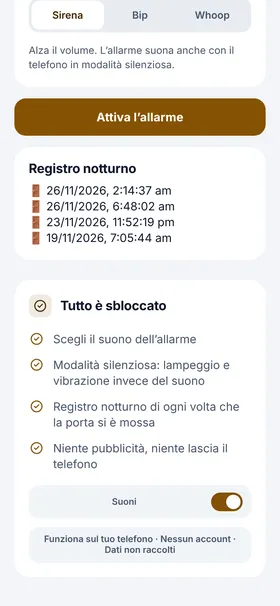 Sirena
Bip
Whoop
Alza il volume. L’allarme suona anche con il
telefono in modalità silenziosa.
Attiva l’allarme
Registro notturno
🚪 26/11/2026, 2:14:37 am
🚪 26/11/2026, 6:48:02 am
🚪 23/11/2026, 11:52:19 pm
🚪 19/11/2026, 7:05:44 am
Tutto è sbloccato
Scegli il suono dell’allarme
Modalità silenziosa: lampeggio e
vibrazione invece del suono
Registro notturno di ogni volta che
la porta si è mossa
Niente pubblicità, niente lascia il
telefono
Suoni
Funziona sul tuo telefono · Nessun account ·
Dati non raccolti